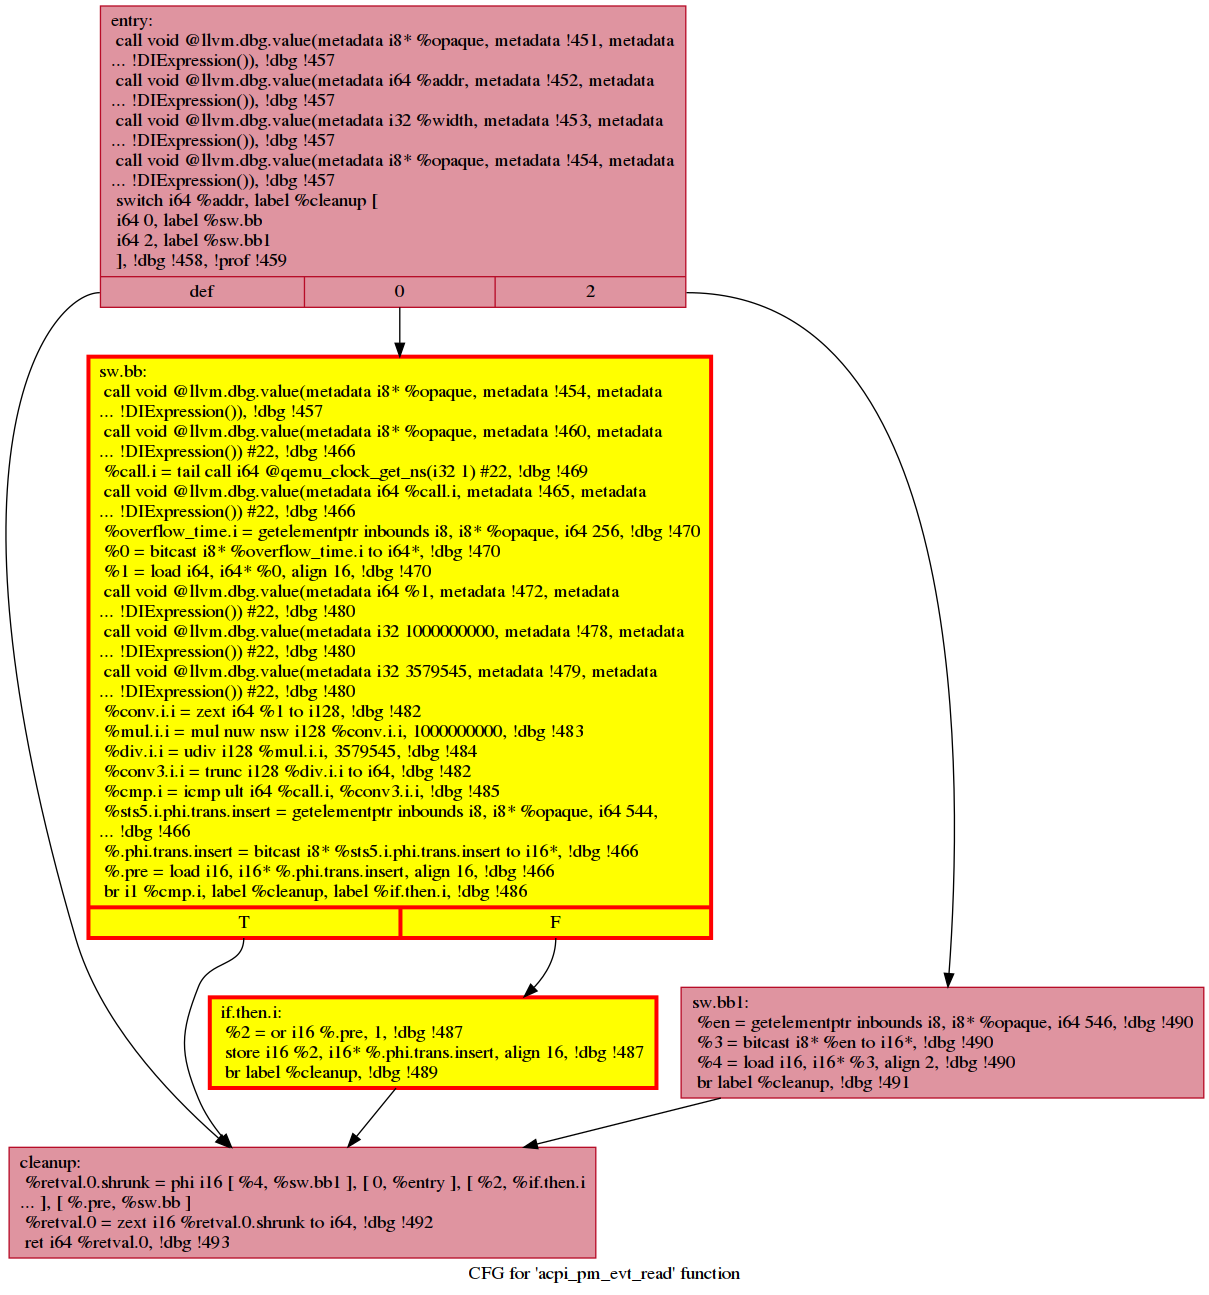 entry:
call void @llvm.dbg.value(metadata i8* %opaque, metadata !451, metadata
... !DIExpression()), !dbg !457
call void @llvm.dbg.value(metadata i64 %addr, metadata !452, metadata
... !DIExpression()), !dbg !457
call void @llvm.dbg.value(metadata i32 %width, metadata !453, metadata
... !DIExpression()), !dbg !457
call void @llvm.dbg.value(metadata i8* %opaque, metadata !454, metadata
... !DIExpression()), !dbg !457
switch i64 %addr, label %cleanup [
i64 0, label %sw.bb
i64 2, label %sw.bb1
], !dbg !458, !prof !459
def 0 2
sw.bb:
call void @llvm.dbg.value(metadata i8* %opaque, metadata !454, metadata
... !DIExpression()), !dbg !457
call void @llvm.dbg.value(metadata i8* %opaque, metadata !460, metadata
... !DIExpression()) #22, !dbg !466
%call.i = tail call i64 @qemu_clock_get_ns(i32 1) #22, !dbg !469
call void @llvm.dbg.value(metadata i64 %call.i, metadata !465, metadata
... !DIExpression()) #22, !dbg !466
%overflow_time.i = getelementptr inbounds i8, i8* %opaque, i64 256, !dbg !470
%0 = bitcast i8* %overflow_time.i to i64*, !dbg !470
%1 = load i64, i64* %0, align 16, !dbg !470
call void @llvm.dbg.value(metadata i64 %1, metadata !472, metadata
... !DIExpression()) #22, !dbg !480
call void @llvm.dbg.value(metadata i32 1000000000, metadata !478, metadata
... !DIExpression()) #22, !dbg !480
call void @llvm.dbg.value(metadata i32 3579545, metadata !479, metadata
... !DIExpression()) #22, !dbg !480
%conv.i.i = zext i64 %1 to i128, !dbg !482
%mul.i.i = mul nuw nsw i128 %conv.i.i, 1000000000, !dbg !483
%div.i.i = udiv i128 %mul.i.i, 3579545, !dbg !484
%conv3.i.i = trunc i128 %div.i.i to i64, !dbg !482
%cmp.i = icmp ult i64 %call.i, %conv3.i.i, !dbg !485
%sts5.i.phi.trans.insert = getelementptr inbounds i8, i8* %opaque, i64 544,
... !dbg !466
%.phi.trans.insert = bitcast i8* %sts5.i.phi.trans.insert to i16*, !dbg !466
%.pre = load i16, i16* %.phi.trans.insert, align 16, !dbg !466
br i1 %cmp.i, label %cleanup, label %if.then.i, !dbg !486
T F
if.then.i:
%2 = or i16 %.pre, 1, !dbg !487
store i16 %2, i16* %.phi.trans.insert, align 16, !dbg !487
br label %cleanup, !dbg !489
sw.bb1:
%en = getelementptr inbounds i8, i8* %opaque, i64 546, !dbg !490
%3 = bitcast i8* %en to i16*, !dbg !490
%4 = load i16, i16* %3, align 2, !dbg !490
br label %cleanup, !dbg !491
cleanup:
%retval.0.shrunk = phi i16 [ %4, %sw.bb1 ], [ 0, %entry ], [ %2, %if.then.i
... ], [ %.pre, %sw.bb ]
%retval.0 = zext i16 %retval.0.shrunk to i64, !dbg !492
ret i64 %retval.0, !dbg !493
CFG for 'acpi_pm_evt_read' function